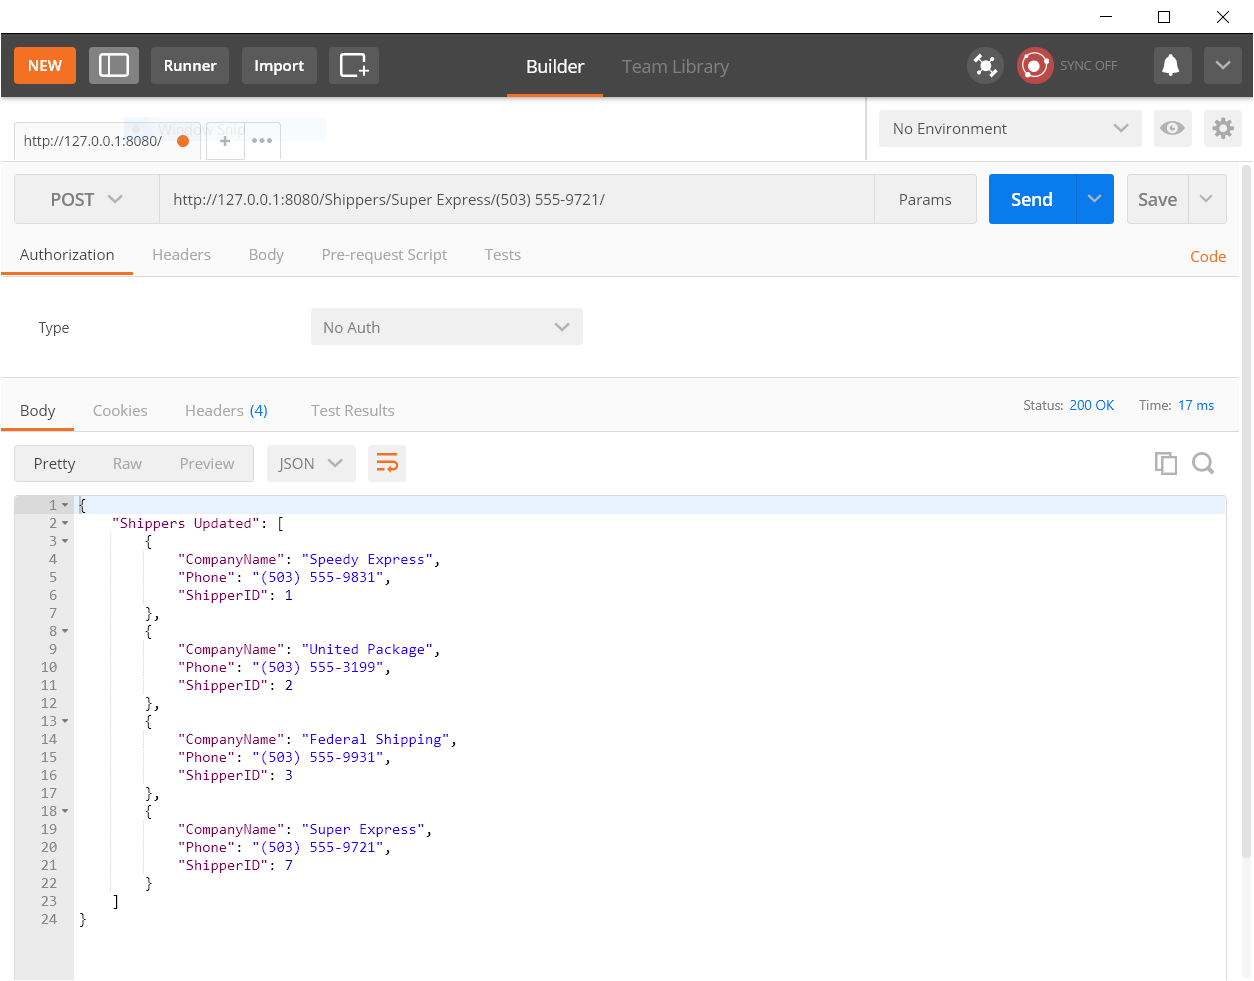 NEW Runner Import Builder Team Library SYNC OFF
Window Snip
http://127.0.0.1:8080/ + ••• No Environment
POST http://127.0.0.1:8080/Shippers/Super Express/(503) 555-9721/ Params Send Save
Authorization Headers Body Pre-request Script Tests Code
Type No Auth
Body Cookies Headers (4) Test Results Status: 200 OK Time: 17 ms
Pretty Raw Preview JSON
1 {
2 "Shippers Updated": [
3 {
4 "CompanyName": "Speedy Express",
5 "Phone": "(503) 555-9831",
6 "ShipperID": 1
7 },
8 {
9 "CompanyName": "United Package",
10 "Phone": "(503) 555-3199",
11 "ShipperID": 2
12 },
13 {
14 "CompanyName": "Federal Shipping",
15 "Phone": "(503) 555-9931",
16 "ShipperID": 3
17 },
18 {
19 "CompanyName": "Super Express",
20 "Phone": "(503) 555-9721",
21 "ShipperID": 7
22 }
23 ]
24 }